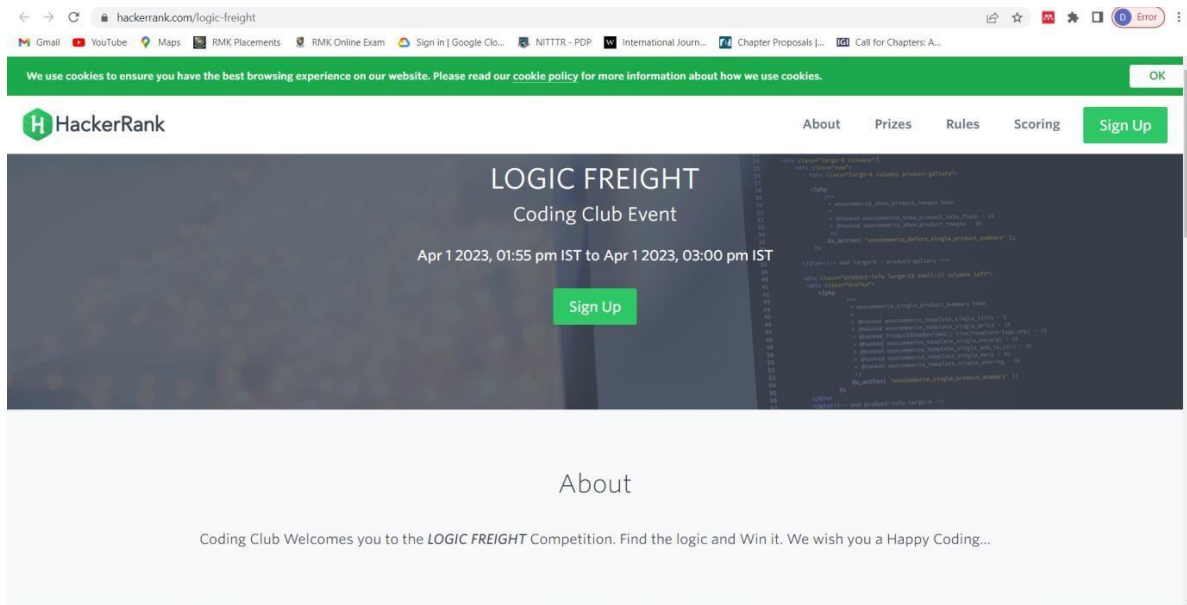 hackerrank.com/logic-freight
D Error
Gmail YouTube Maps RMK Placements RMK Online Exam Sign in | Google Clo... NITTTR - PDP W International Journ... Chapter Proposals |... IGI Call for Chapters: A...
We use cookies to ensure you have the best browsing experience on our website. Please read our cookie policy for more information about how we use cookies. OK
H HackerRank About Prizes Rules Scoring Sign Up
LOGIC FREIGHT
Coding Club Event
Apr 1 2023, 01:55 pm IST to Apr 1 2023, 03:00 pm IST
Sign Up
About
Coding Club Welcomes you to the LOGIC FREIGHT Competition. Find the logic and Win it. We wish you a Happy Coding...